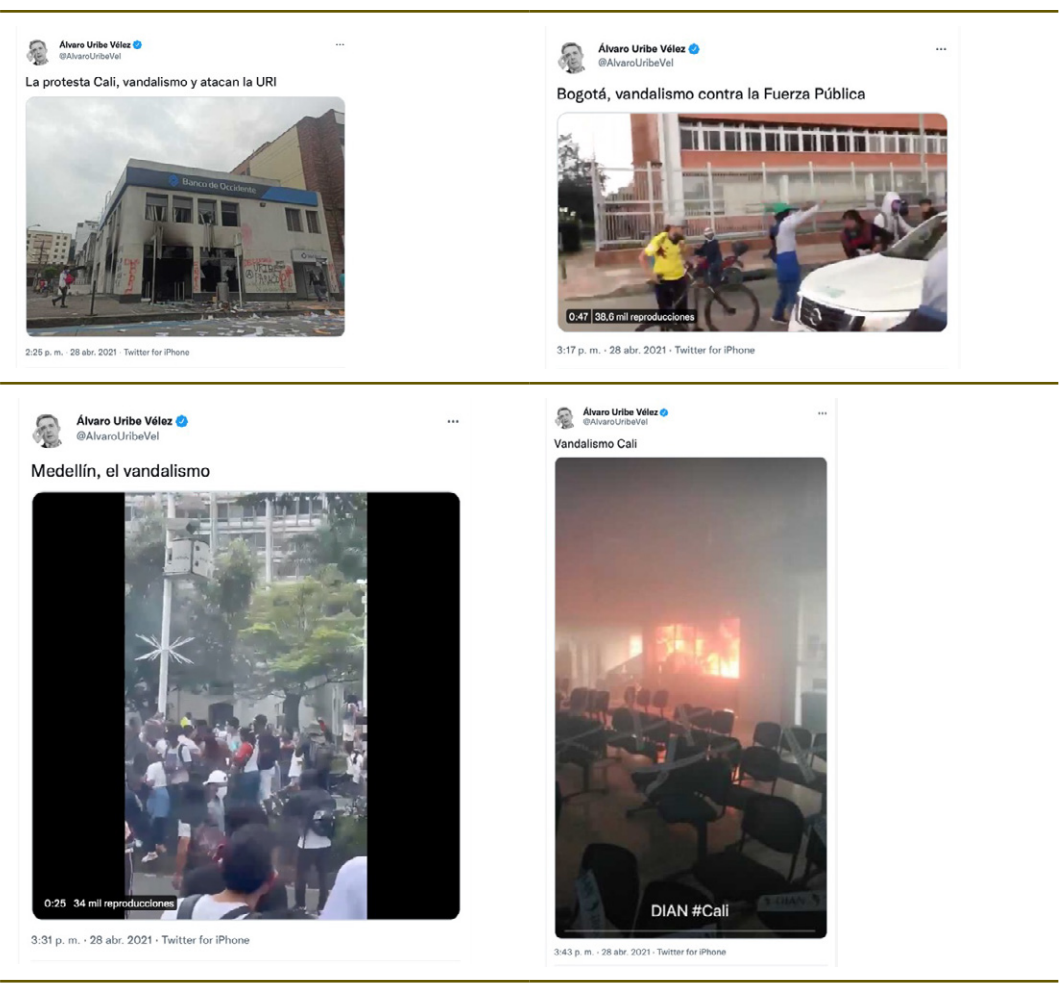 Álvaro Uribe Vélez
@AlvaroUribeVel
La protesta Cali, vandalismo y atacan la URI
Banco de Occidente
2:25 p. m. · 28 abr. 2021 · Twitter for iPhone
Álvaro Uribe Vélez
@AlvaroUribeVel
Bogotá, vandalismo contra la Fuerza Pública
0:47 38,6 mil reproducciones
3:17 p. m. · 28 abr. 2021 · Twitter for iPhone
Álvaro Uribe Vélez
@AlvaroUribeVel
Medellín, el vandalismo
0:25 34 mil reproducciones
3:31 p. m. · 28 abr. 2021 · Twitter for iPhone
Álvaro Uribe Vélez
@AlvaroUribeVel
Vandalismo Cali
DIAN
DIAN #Cali
3:43 p. m. · 28 abr. 2021 · Twitter for iPhone